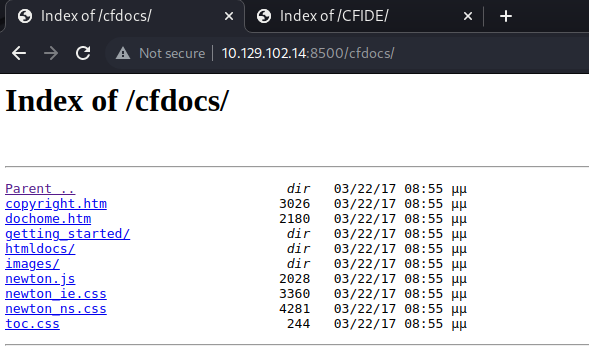 Index of /cfdocs/ × Index of /CFIDE/ × +
Not secure | 10.129.102.14:8500/cfdocs/
Index of /cfdocs/
Parent .. dir 03/22/17 08:55 μμ
copyright.htm 3026 03/22/17 08:55 μμ
dochome.htm 2180 03/22/17 08:55 μμ
getting_started/ dir 03/22/17 08:55 μμ
htmldocs/ dir 03/22/17 08:55 μμ
images/ dir 03/22/17 08:55 μμ
newton.js 2028 03/22/17 08:55 μμ
newton_ie.css 3360 03/22/17 08:55 μμ
newton_ns.css 4281 03/22/17 08:55 μμ
toc.css 244 03/22/17 08:55 μμ